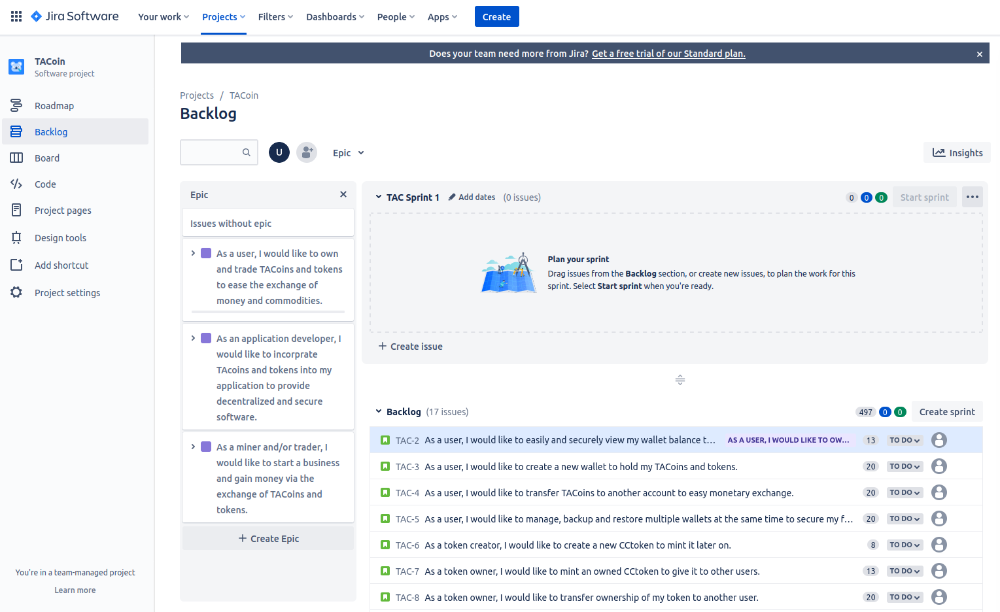 Jira Software
Your work
Projects
Filters
Dashboards
People
Apps
Create
TACoin
Software project
Roadmap
Backlog
Board
Code
Project pages
Design tools
Add shortcut
Project settings
You're in a team-managed project
Learn more
Does your team need more from Jira? Get a free trial of our Standard plan.
Projects / TACoin
Backlog
U
Epic
Insights
Epic
Issues without epic
As a user, I would like to own
and trade TACoins and tokens
to ease the exchange of
money and commodities.
As an application developer, I
would like to incorprate
TAcoins and tokens into my
application to provide
decentralized and secure
software.
As a miner and/or trader, I
would like to start a business
and gain money via the
exchange of TACoins and
tokens.
+ Create Epic
TAC Sprint 1 Add dates (0 issues) 0 0 0 Start sprint
Plan your sprint
Drag issues from the Backlog section, or create new issues, to plan the work for this
sprint. Select Start sprint when you're ready.
+ Create issue
Backlog (17 issues) 497 0 0 Create sprint
TAC-2 As a user, I would like to easily and securely view my wallet balance t... AS A USER, I WOULD LIKE TO OW... 13 TO DO
TAC-3 As a user, I would like to create a new wallet to hold my TACoins and tokens. 20 TO DO
TAC-4 As a user, I would like to transfer TACoins to another account to easy monetary exchange. 20 TO DO
TAC-5 As a user, I would like to manage, backup and restore multiple wallets at the same time to secure my f... 20 TO DO
TAC-6 As a token creator, I would like to create a new CCtoken to mint it later on. 8 TO DO
TAC-7 As a token owner, I would like to mint an owned CCtoken to give it to other users. 13 TO DO
TAC-8 As a token owner, I would like to transfer ownership of my token to another user. 20 TO DO